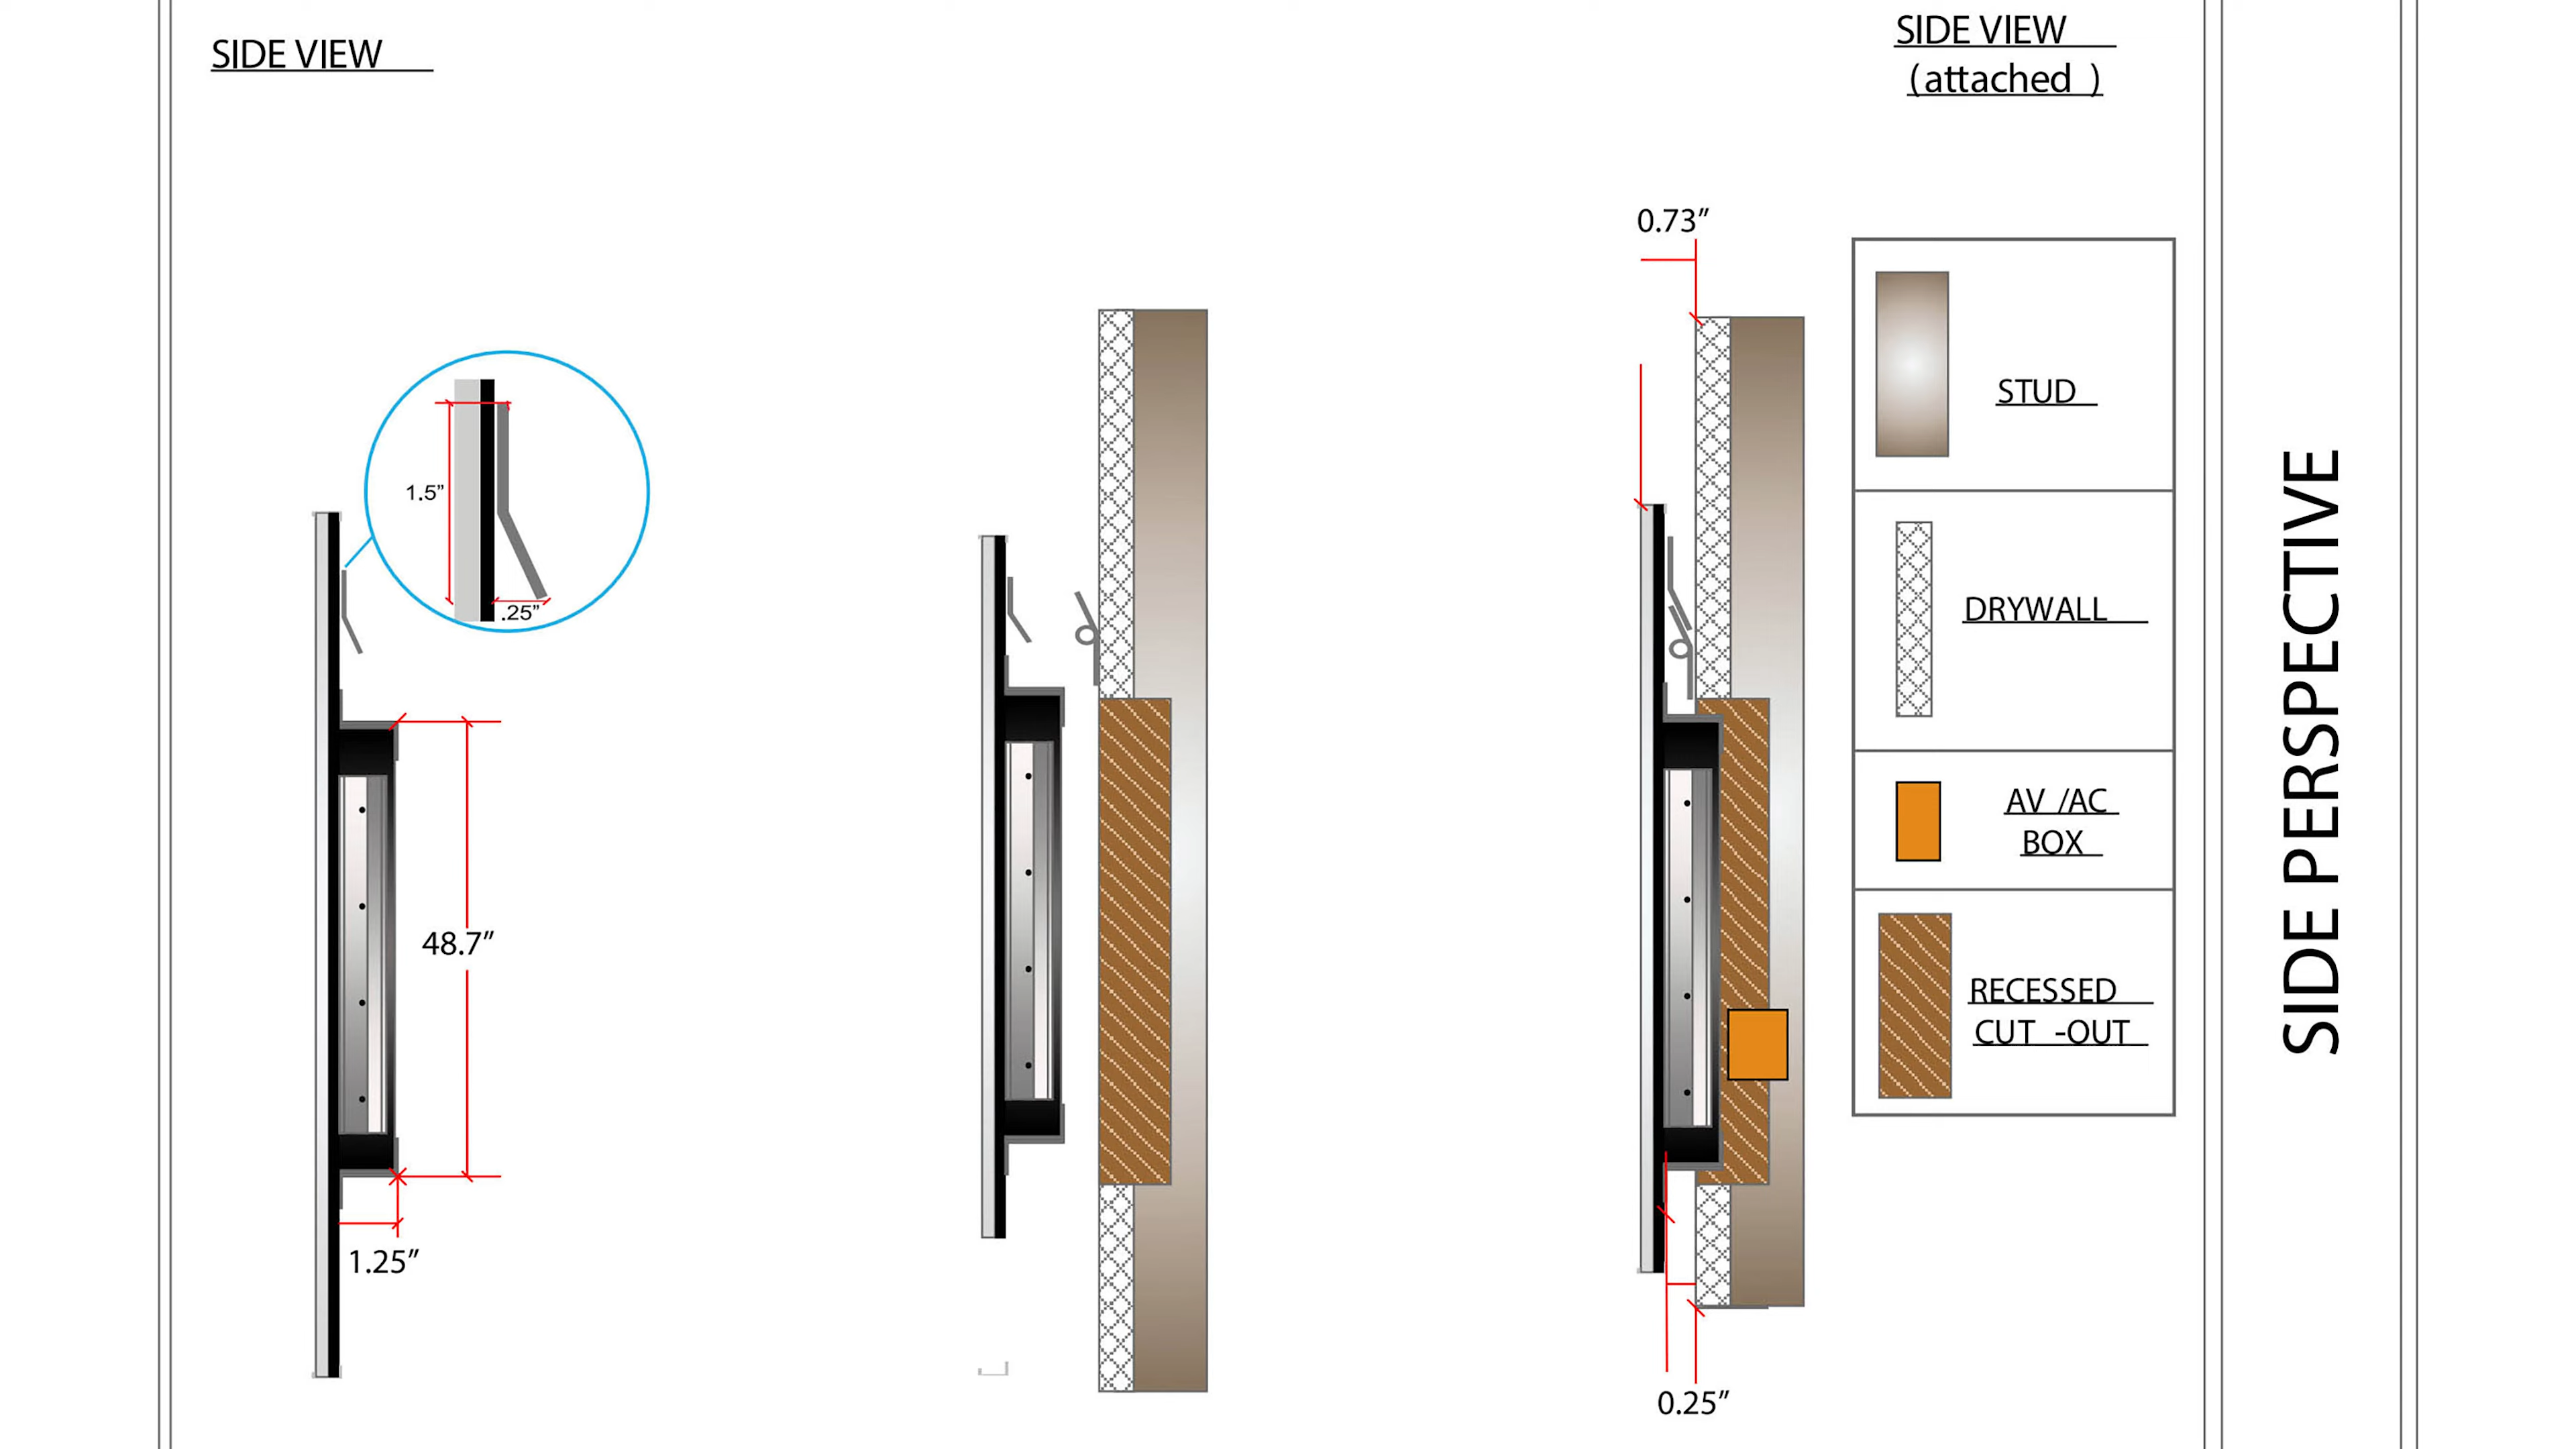 SIDE VIEW
SIDE VIEW
(attached )
0.73”
1.5”
.25”
48.7”
1.25”
0.25”
STUD
DRYWALL
AV /AC
BOX
RECESSED
CUT -OUT
SIDE PERSPECTIVE